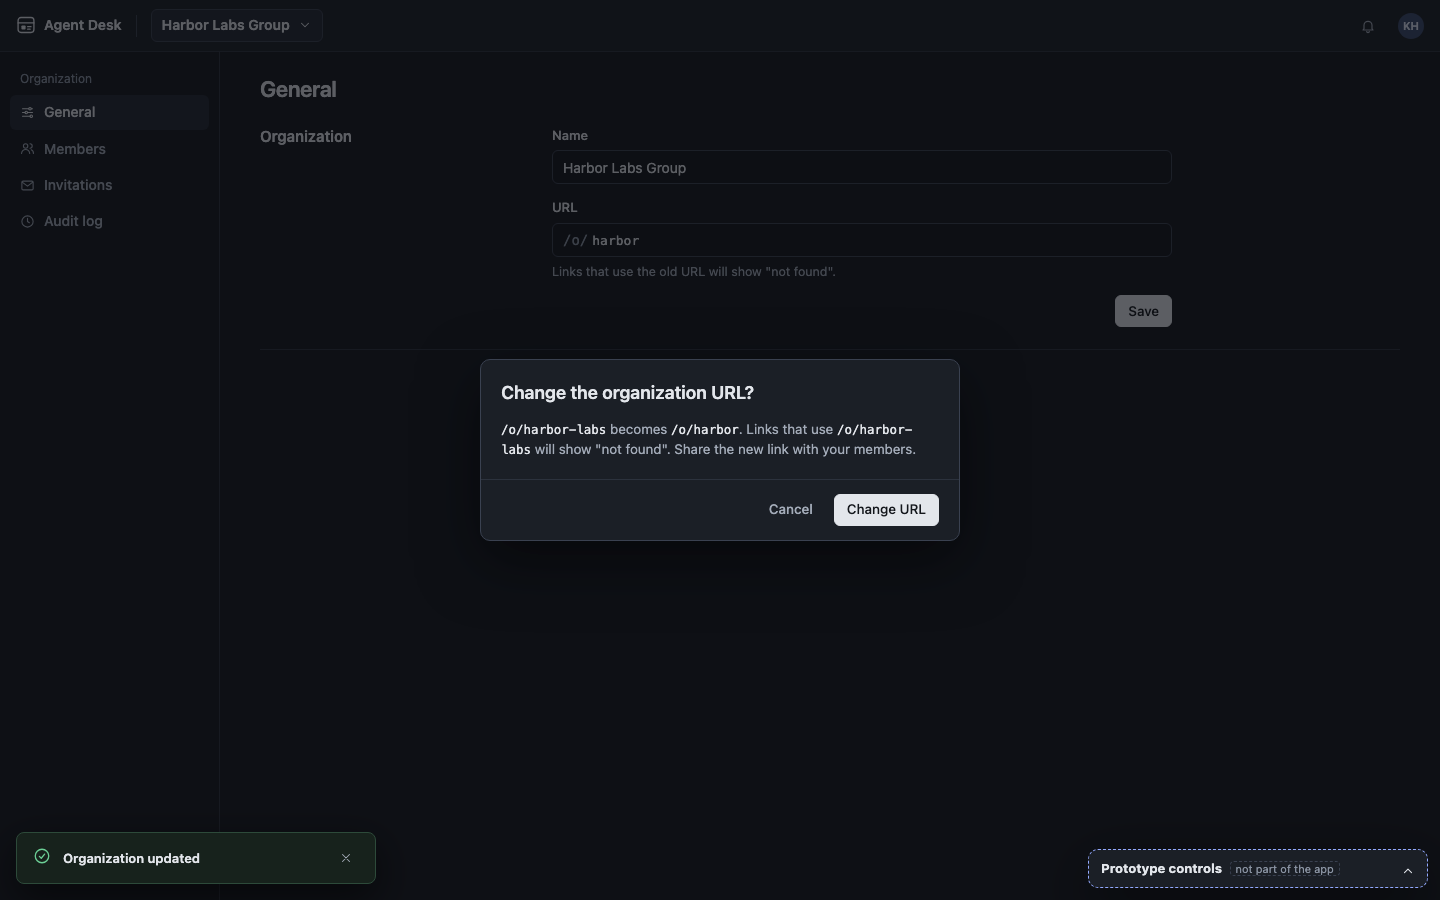 Agent Desk
Harbor Labs Group
KH
Organization
General
Members
Invitations
Audit log
General
Organization
Name
Harbor Labs Group
URL
/o/ harbor
Links that use the old URL will show "not found".
Save
Change the organization URL?
/o/harbor-labs becomes /o/harbor. Links that use /o/harbor-
labs will show "not found". Share the new link with your members.
Cancel
Change URL
Organization updated
Prototype controls
not part of the app